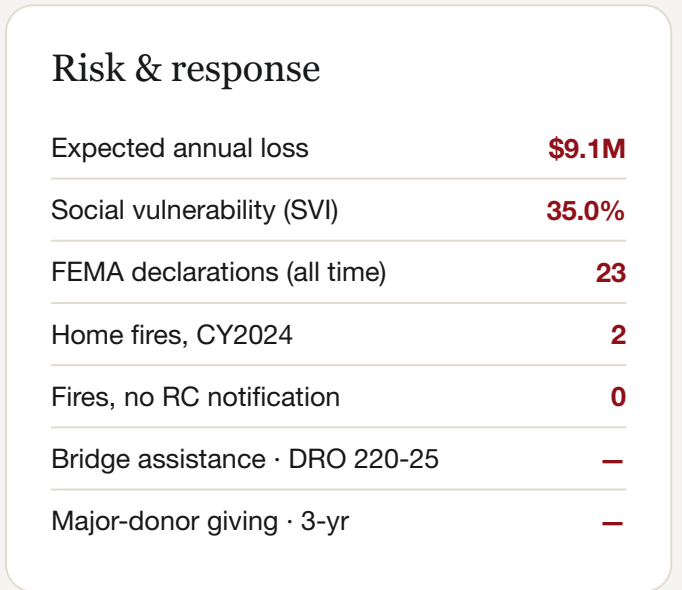 Risk & response
Expected annual loss $9.1M
Social vulnerability (SVI) 35.0%
FEMA declarations (all time) 23
Home fires, CY2024 2
Fires, no RC notification 0
Bridge assistance · DRO 220-25 —
Major-donor giving · 3-yr —